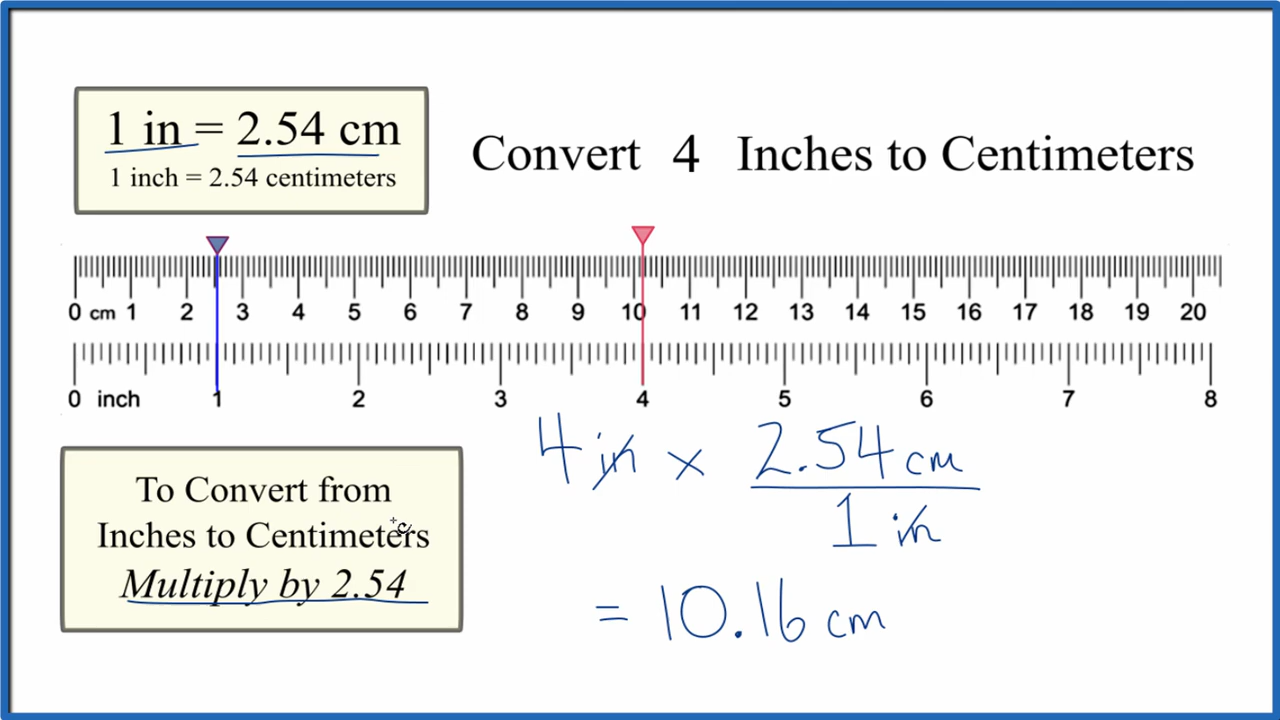 1 in = 2.54 cm
1 inch = 2.54 centimeters
Convert 4 Inches to Centimeters
0 cm 1 2 3 4 5 6 7 8 9 10 11 12 13 14 15 16 17 18 19 20
0 inch 1 2 3 4 5 6 7 8
To Convert from
Inches to Centimeters
Multiply by 2.54
4 in × 2.54 cm
1 in
= 10.16 cm